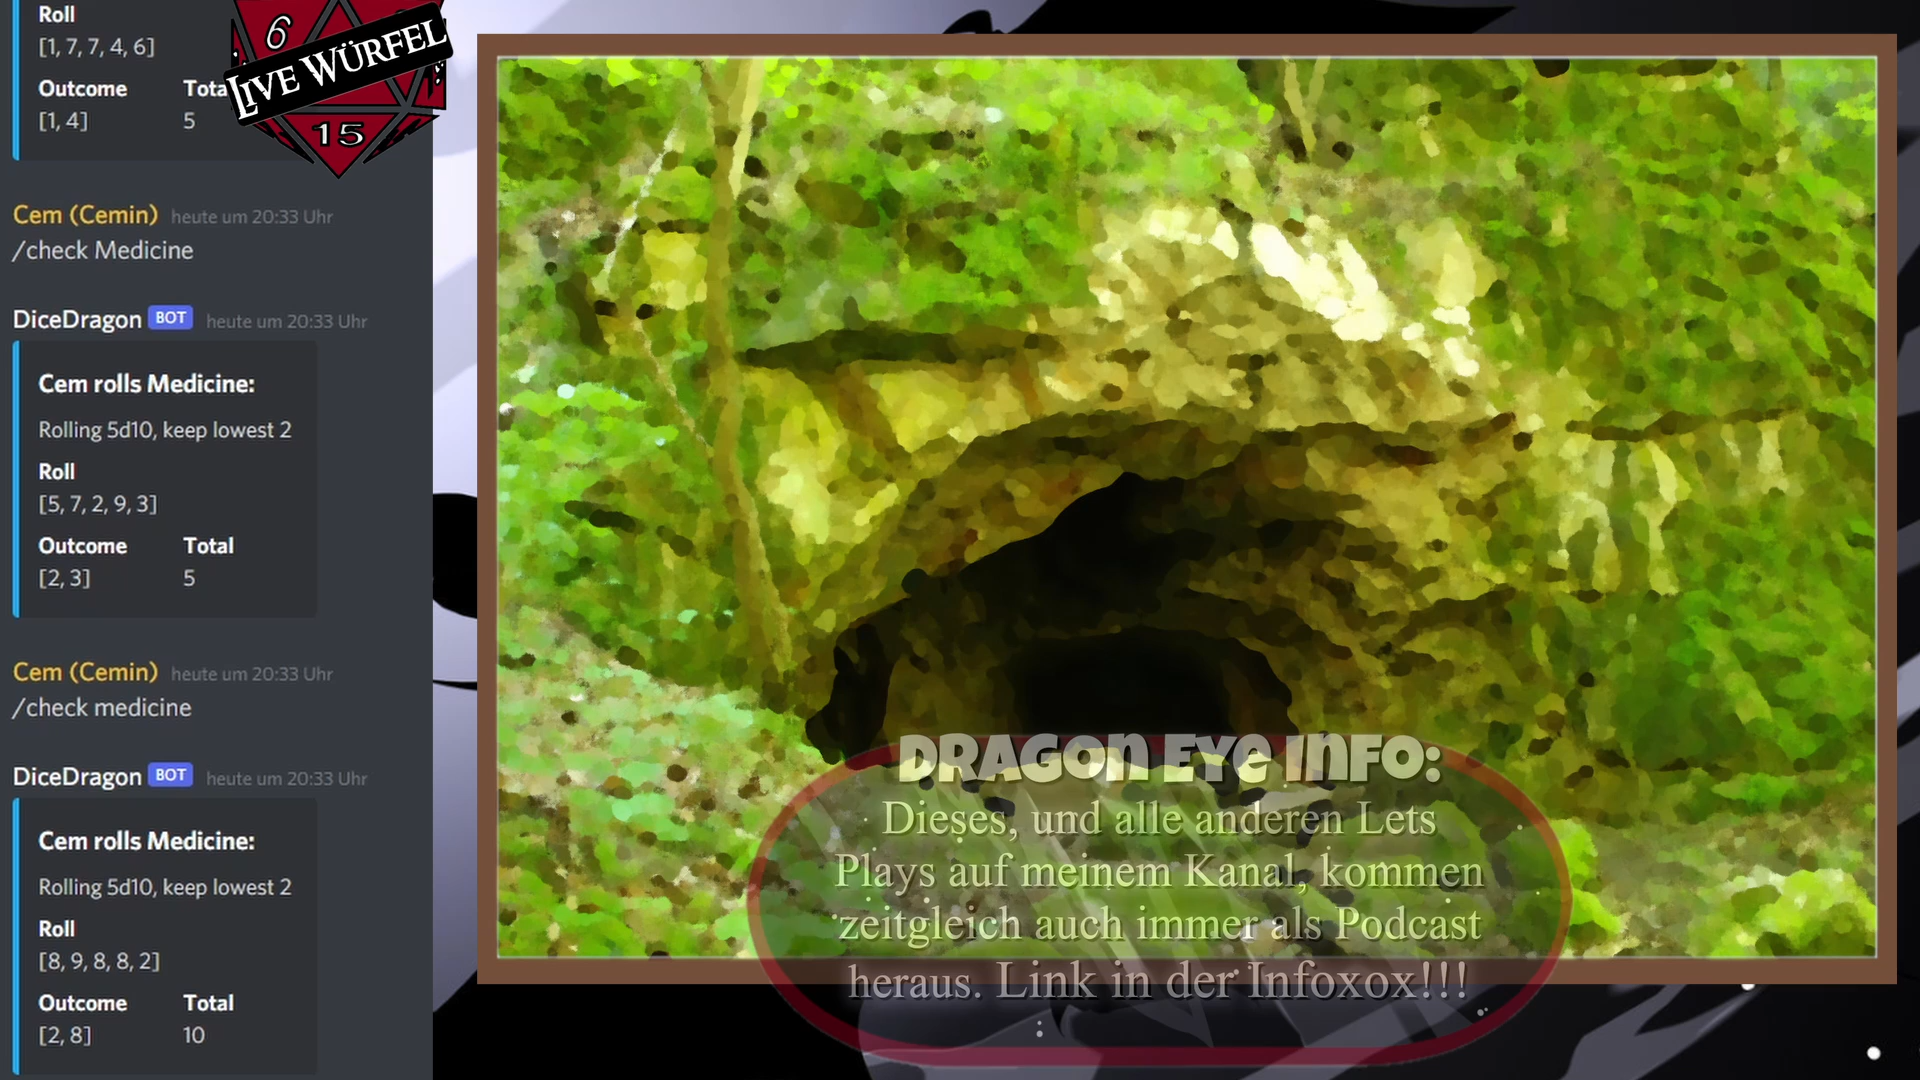 Roll
[1, 7, 7, 4, 6]
Outcome Tota
[1, 4] 5
6
LIVE WÜRFEL
15
Cem (Cemin) heute um 20:33 Uhr
/check Medicine
DiceDragon BOT heute um 20:33 Uhr
Cem rolls Medicine:
Rolling 5d10, keep lowest 2
Roll
[5, 7, 2, 9, 3]
Outcome Total
[2, 3] 5
Cem (Cemin) heute um 20:33 Uhr
/check medicine
DiceDragon BOT heute um 20:33 Uhr
Cem rolls Medicine:
Rolling 5d10, keep lowest 2
Roll
[8, 9, 8, 8, 2]
Outcome Total
[2, 8] 10
DRAGON EYE INFO:
Dieses, und alle anderen Lets
Plays auf meinem Kanal, kommen
zeitgleich auch immer als Podcast
heraus. Link in der Infoxox!!!